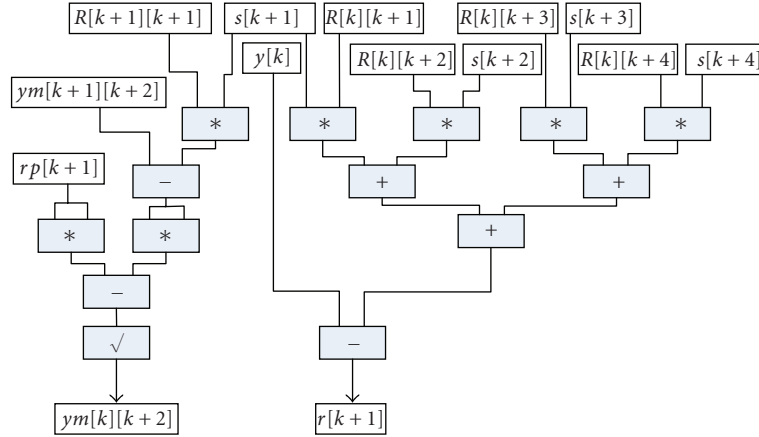 R[k+1][k+1] s[k+1] R[k][k+1] R[k][k+3] s[k+3]
y[k] R[k][k+2] s[k+2] R[k][k+4] s[k+4]
ym[k+1][k+2]
* * * * *
rp[k+1] − + +
* * +
−
√ −
ym[k][k+2] r[k+1]